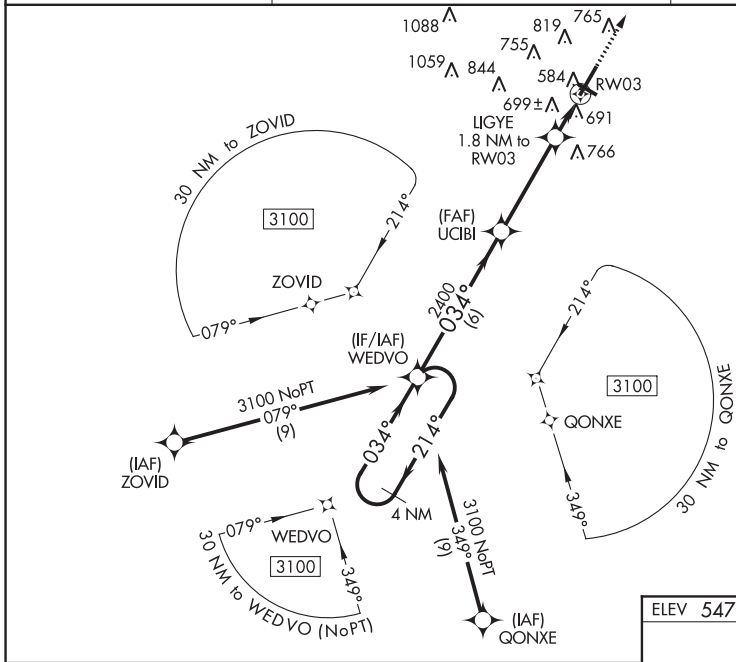 1088
819
765
755
1059
844
584
RW03
699±
691
LIGYE
1.8 NM to
RW03
766
30 NM to ZOVID
3100
214°
(FAF)
UCIBI
ZOVID
079°
2400
034°
(6)
214°
(IF/IAF)
WEDVO
3100
30 NM to QONXE
3100 NoPT
079°
(9)
QONXE
034°
214°
349°
(IAF)
ZOVID
4 NM
079°
WEDVO
3100
349°
30 NM to WEDVO (NoPT)
3100 NoPT
349°
(9)
(IAF)
QONXE
ELEV 547